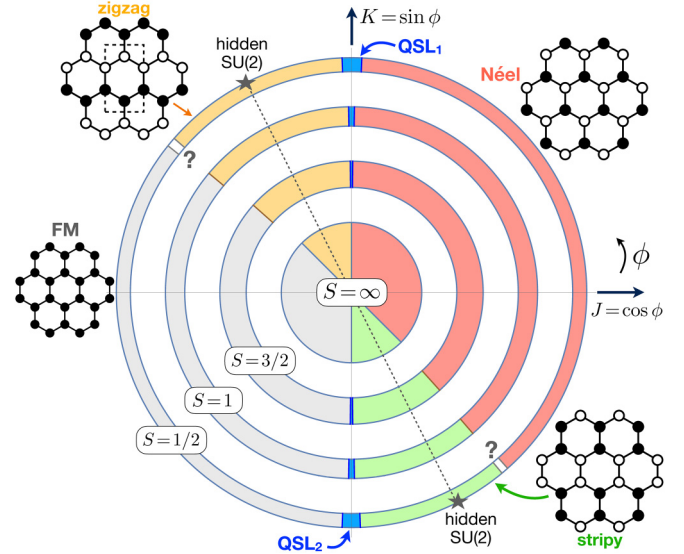 zigzag
hidden
SU(2)
K = sin ϕ
QSL₁
Néel
?
FM
ϕ
S = ∞
J = cos ϕ
S = 3/2
S = 1
S = 1/2
?
hidden
SU(2)
QSL₂
stripy